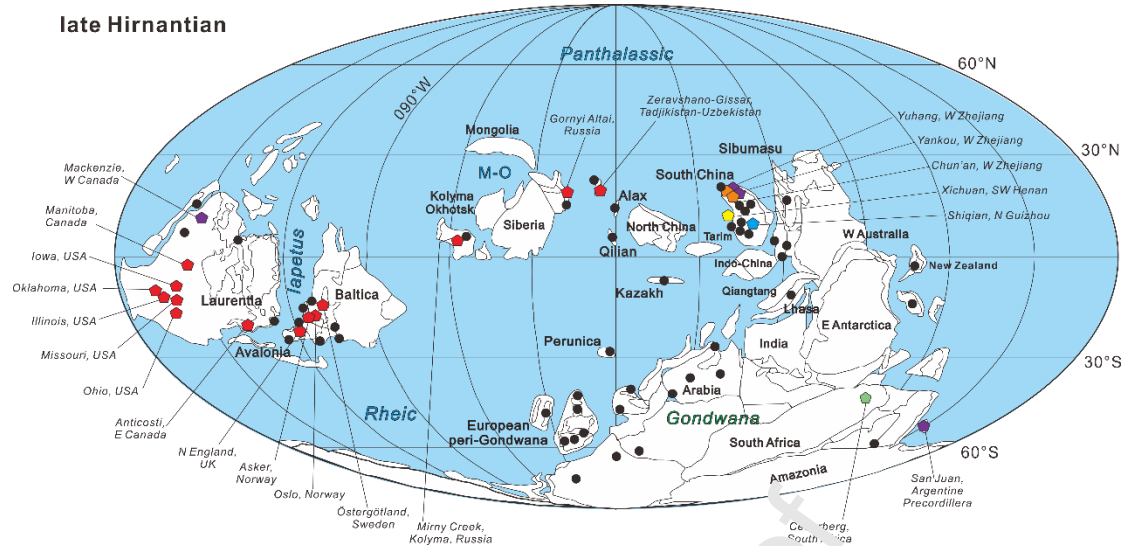 late Hirnantian
Panthalassic
60°N
090°W
Zeravshano-Gissar,
Tadjikistan-Uzbekistan
Gornyi Altai,
Russia
Yuhang, W Zhejiang
Yankou, W Zhejiang
Chun'an, W Zhejiang
Xichuan, SW Henan
Shiqian, N Guizhou
Mongolia
Sibumasu
30°N
Mackenzie,
W Canada
M-O
South China
Kolyma
Okhotsk
Alax
Manitoba,
Canada
Siberia
North China
Tarim
W Australia
Qilian
Iowa, USA
Iapetus
Indo-China
New Zealand
Oklahoma, USA
Laurentia
Baltica
Kazakh
Qiangtang
Lhasa
Illinois, USA
E Antarctica
Missouri, USA
Avalonia
Perunica
India
30°S
Ohio, USA
Arabia
Rheic
Gondwana
Anticosti,
E Canada
European
peri-Gondwana
South Africa
N England,
UK
Asker,
Norway
Oslo, Norway
Östergötland,
Sweden
Mirny Creek,
Kolyma, Russia
60°S
Amazonia
San Juan,
Argentine
Precordillera
South Africa